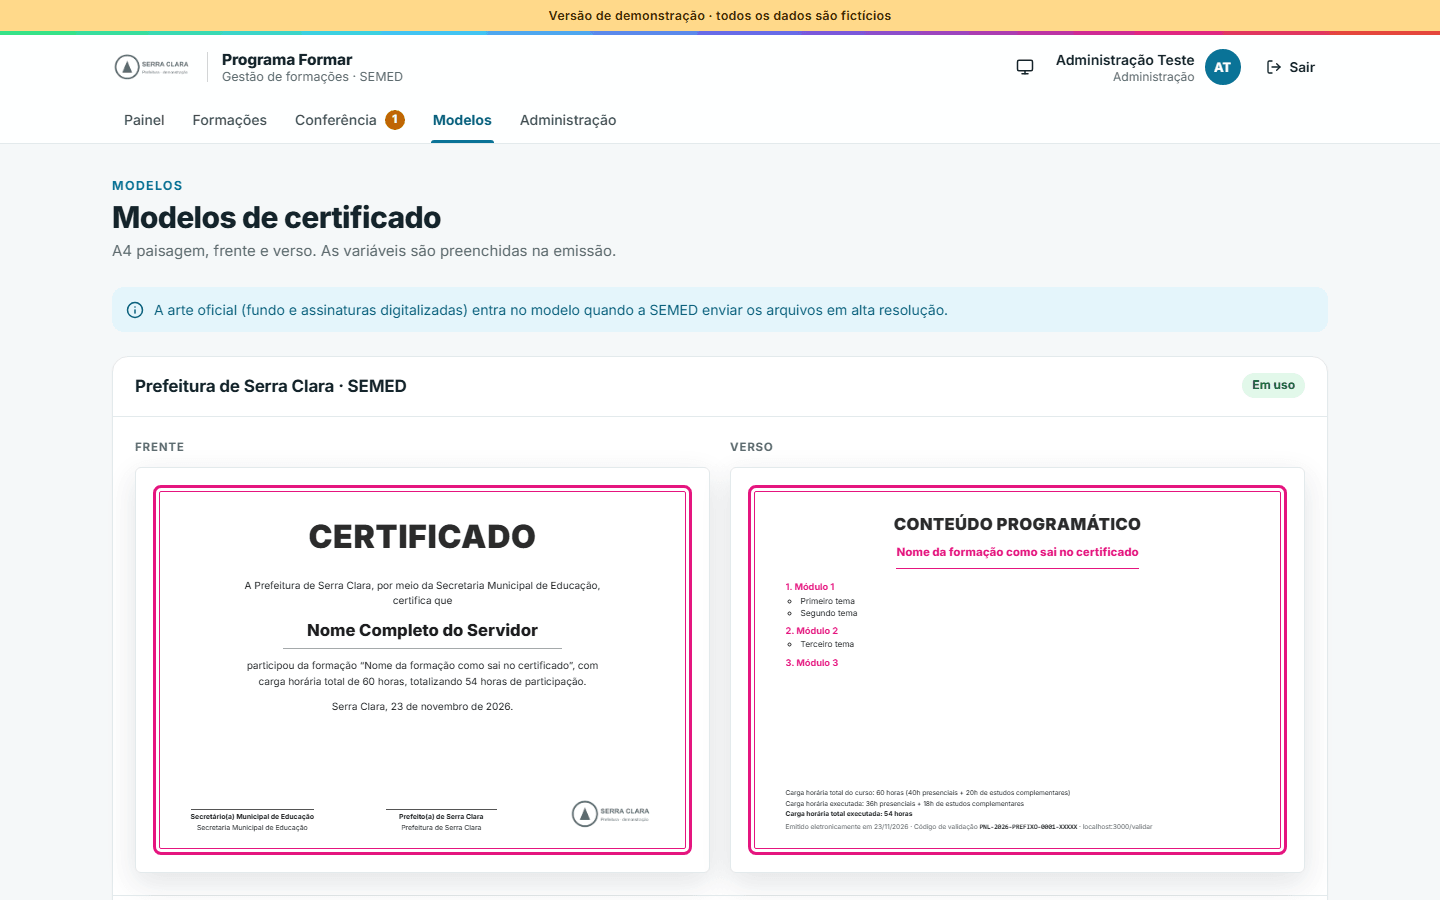 Versão de demonstração · todos os dados são fictícios
SERRA CLARA
Prefeitura · demonstração
Programa Formar
Gestão de formações · SEMED
Administração Teste
Administração
AT
Sair
Painel
Formações
Conferência
1
Modelos
Administração
MODELOS
Modelos de certificado
A4 paisagem, frente e verso. As variáveis são preenchidas na emissão.
A arte oficial (fundo e assinaturas digitalizadas) entra no modelo quando a SEMED enviar os arquivos em alta resolução.
Prefeitura de Serra Clara · SEMED
Em uso
FRENTE
CERTIFICADO
A Prefeitura de Serra Clara, por meio da Secretaria Municipal de Educação,
certifica que
Nome Completo do Servidor
participou da formação “Nome da formação como sai no certificado”, com
carga horária total de 60 horas, totalizando 54 horas de participação.
Serra Clara, 23 de novembro de 2026.
Secretário(a) Municipal de Educação
Secretaria Municipal de Educação
Prefeito(a) de Serra Clara
Prefeitura de Serra Clara
SERRA CLARA
Prefeitura · demonstração
VERSO
CONTEÚDO PROGRAMÁTICO
Nome da formação como sai no certificado
1. Módulo 1
Primeiro tema
Segundo tema
2. Módulo 2
Terceiro tema
3. Módulo 3
Carga horária total do curso: 60 horas (40h presenciais + 20h de estudos complementares)
Carga horária executada: 36h presenciais + 18h de estudos complementares
Carga horária total executada: 54 horas
Emitido eletronicamente em 23/11/2026 · Código de validação PNL-2026-PREFIXO-0001-XXXXX · localhost:3000/validar